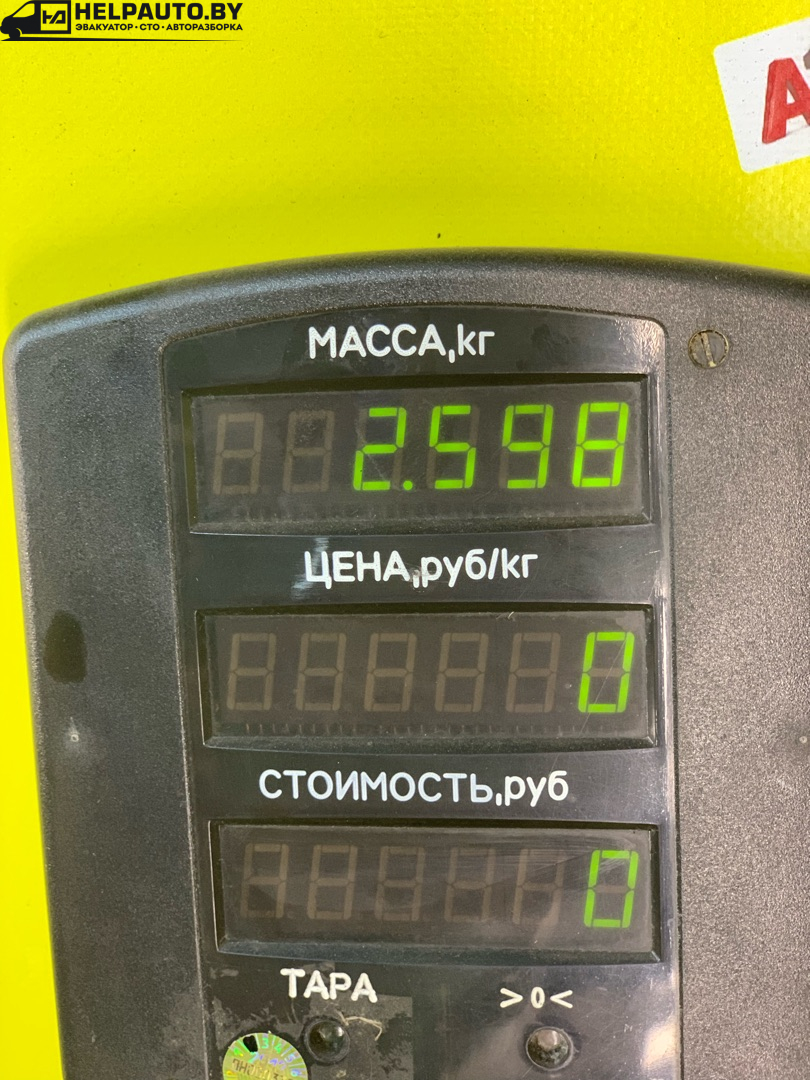 HELPAUTO.BY
ЭВАКУАТОР•СТО•АВТОРАЗБОРКА
А
МАССА,кг
2.598
ЦЕНА,руб/кг
0
СТОИМОСТЬ,руб
0
ТАРА
>0<